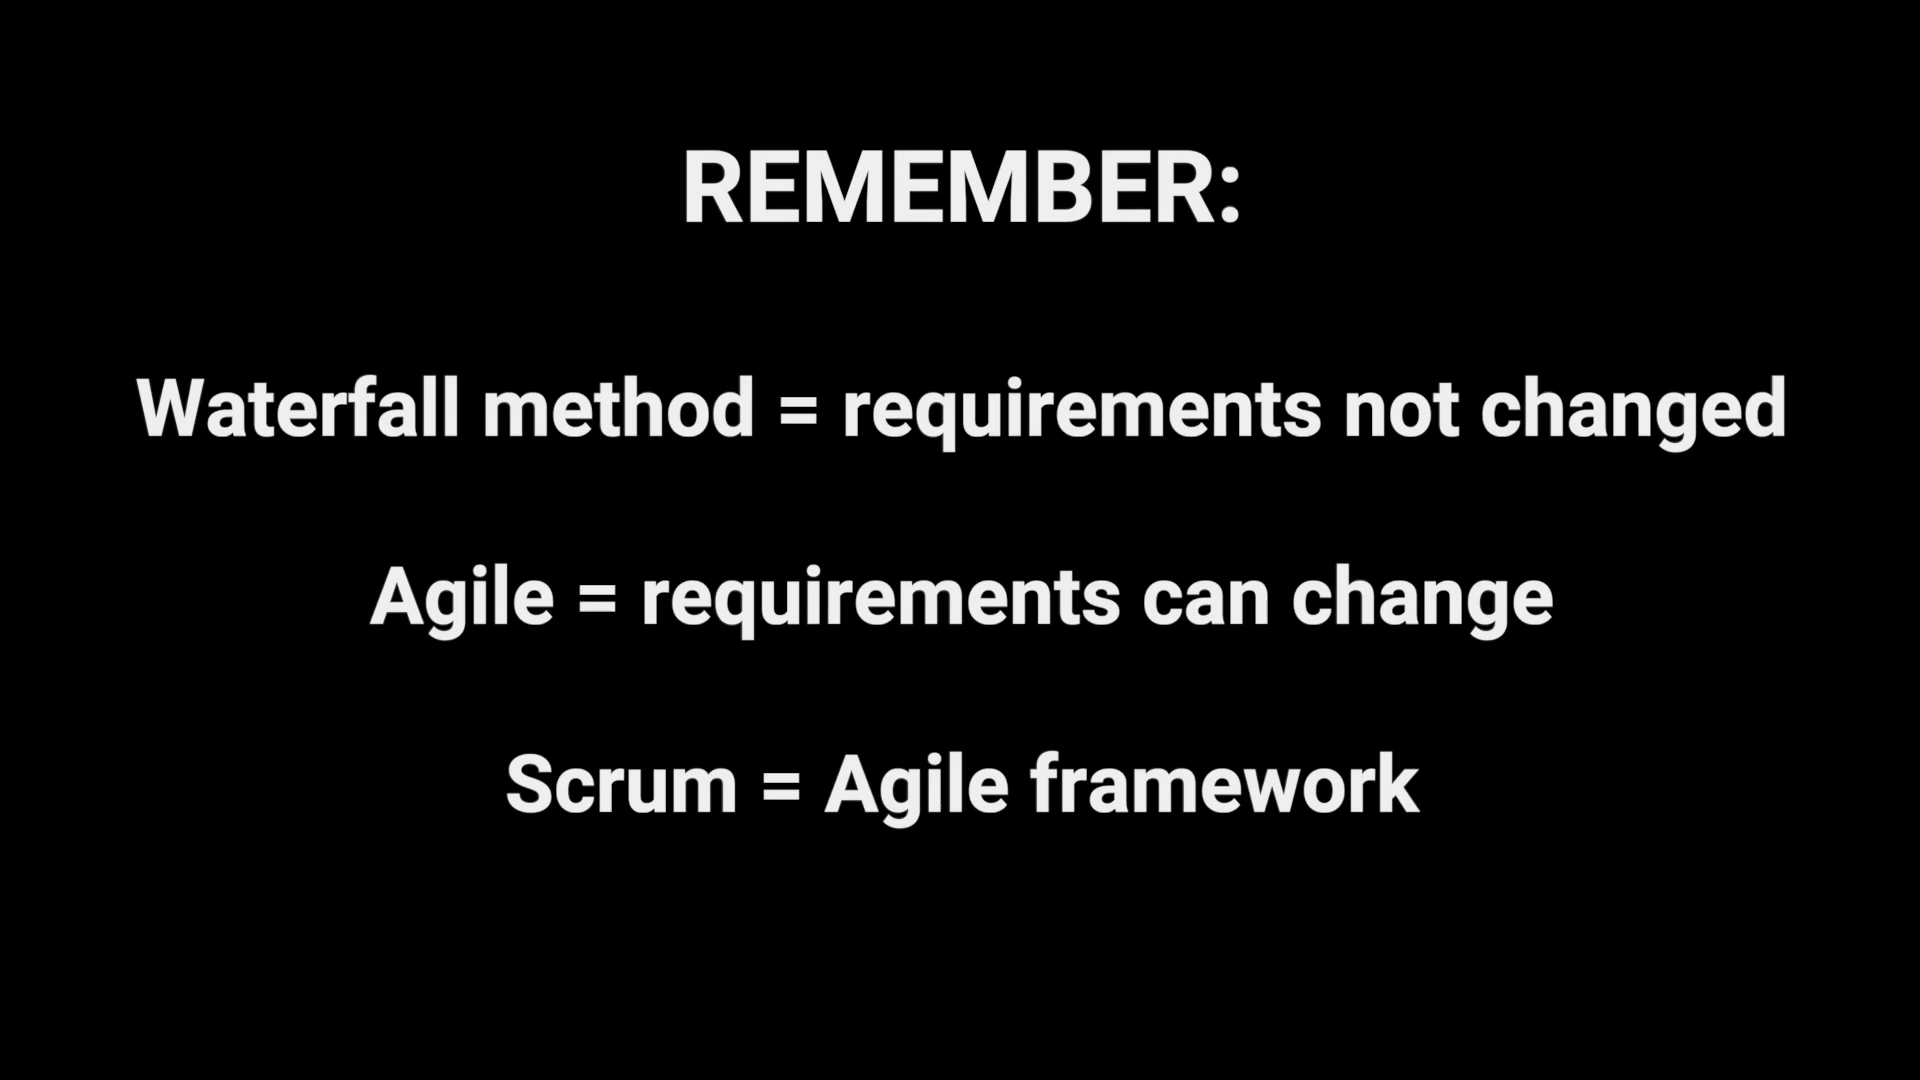 REMEMBER:
Waterfall method = requirements not changed
Agile = requirements can change
Scrum = Agile framework